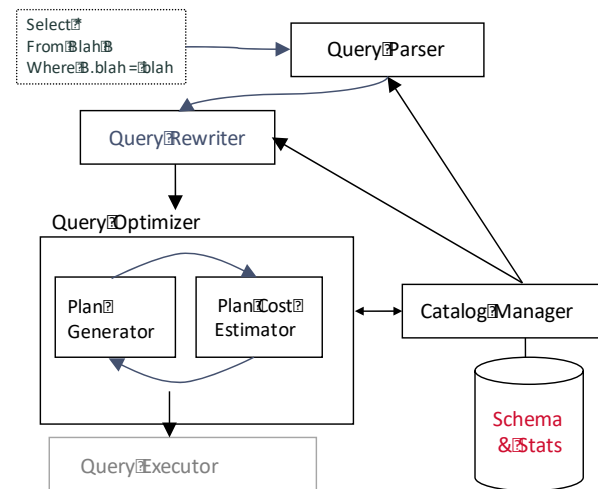 Select *
From Blah B
Where B.blah = blah
Query Parser
Query Rewriter
Query Optimizer
Plan
Generator
Plan Cost
Estimator
Catalog Manager
Schema
& Stats
Query Executor